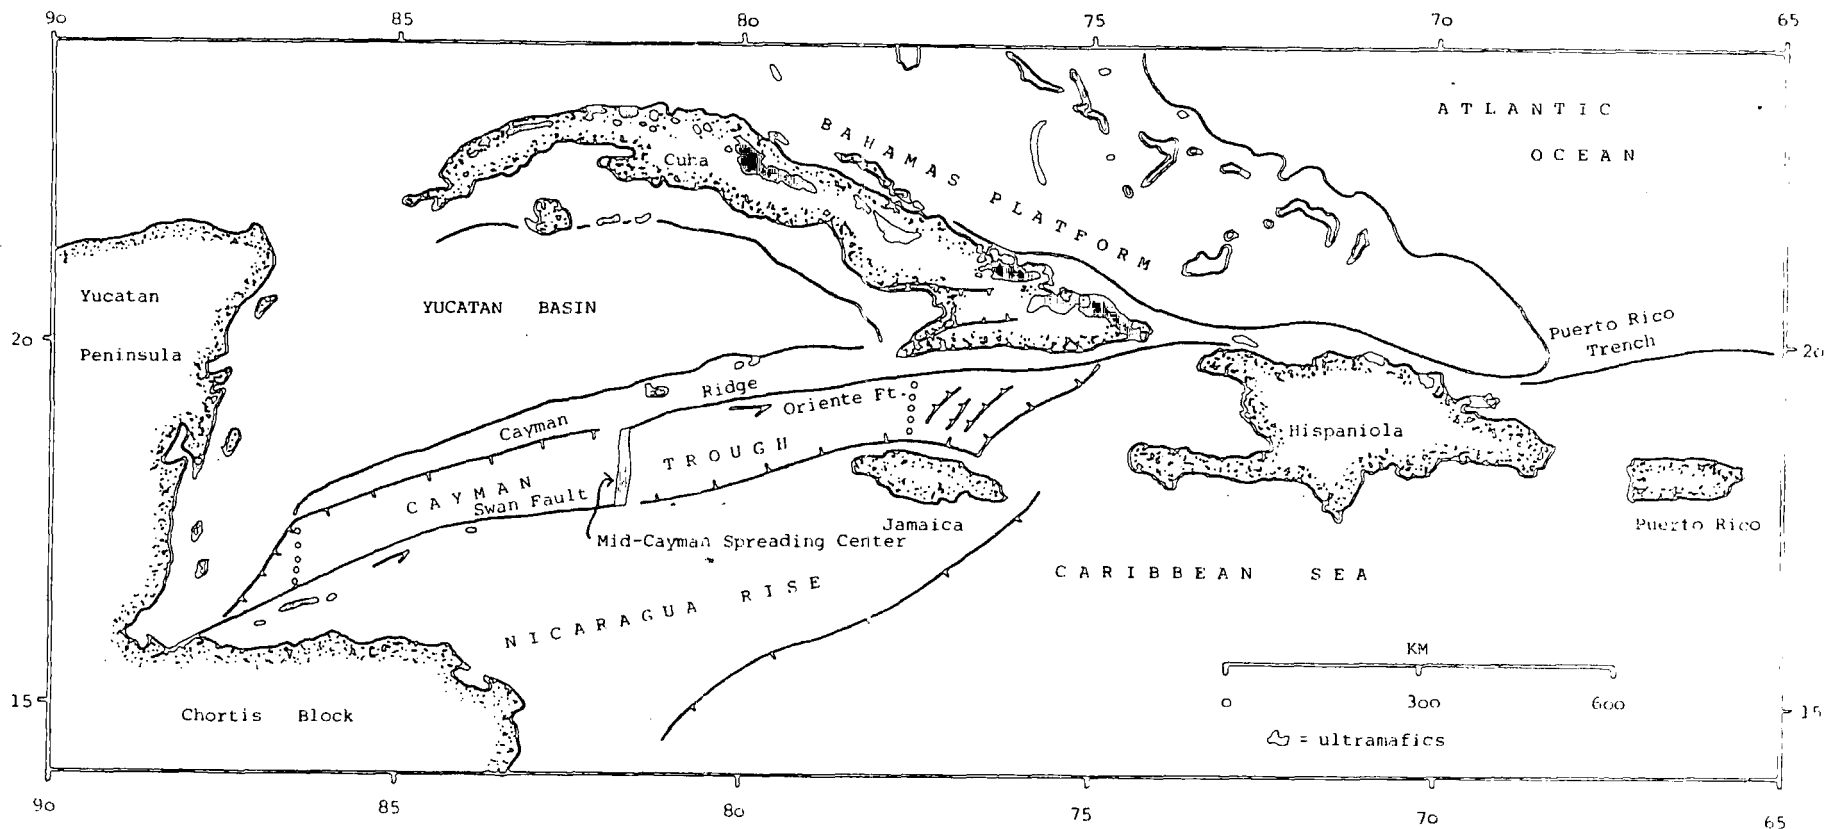 90 85 80 75 70 65
ATLANTIC
OCEAN
BAHAMAS PLATFORM
Cuba
Yucatan
Peninsula
YUCATAN BASIN
20
Puerto Rico
Trench
20
Cayman
Ridge
Oriente Ft.
Hispaniola
TROUGH
CAYMAN
Swan Fault
Jamaica
Puerto Rico
Mid-Cayman Spreading Center
CARIBBEAN SEA
NICARAGUA RISE
KM
0 300 600
15
Chortis Block
15
= ultramafics
90 85 80 75 70 65